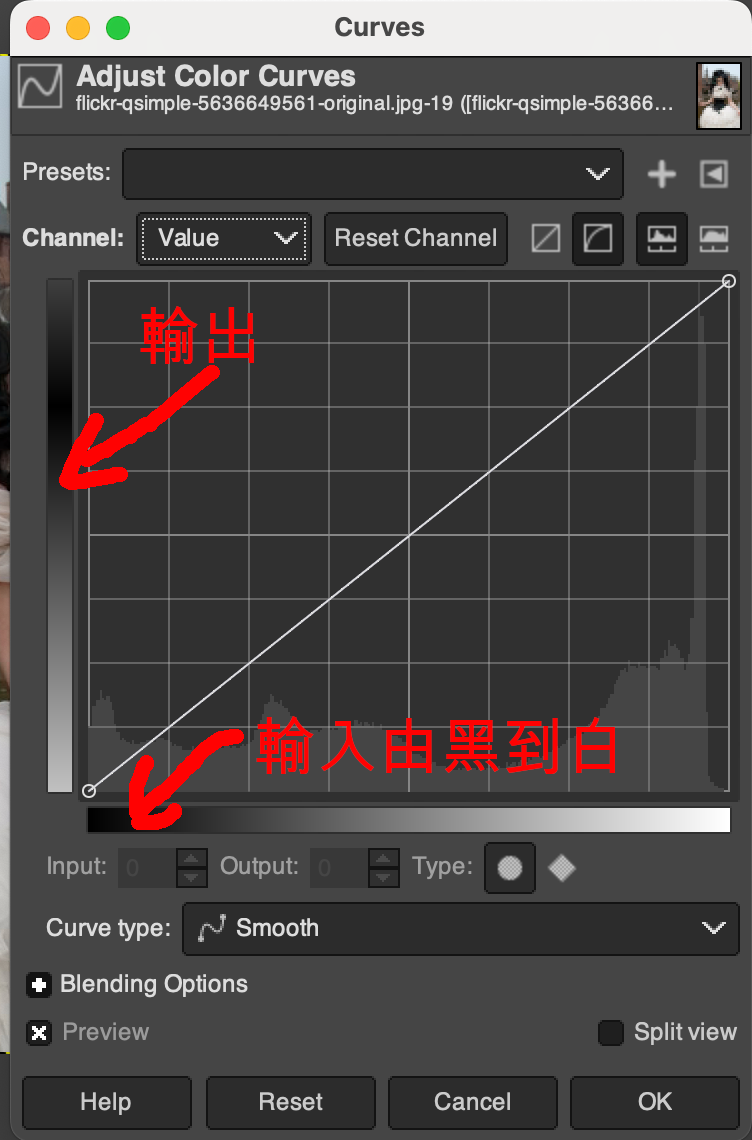 Curves
Adjust Color Curves
flickr-qsimple-5636649561-original.jpg-19 ([flickr-qsimple-56366...
Presets:
Channel: Value Reset Channel
輸出
輸入由黑到白
Input: 0 Output: 0 Type:
Curve type: Smooth
Blending Options
Preview Split view
Help Reset Cancel OK